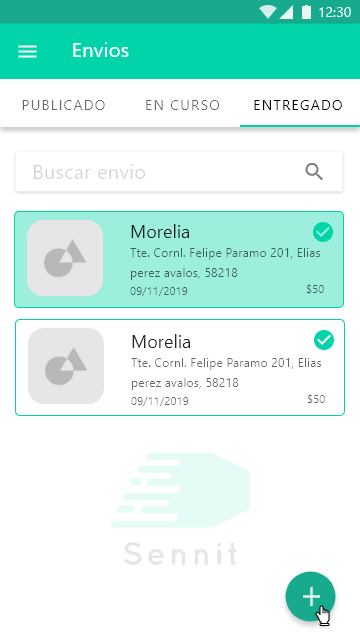 12:30
Envios
PUBLICADO EN CURSO ENTREGADO
Buscar envio
Morelia
Tte. Cornl. Felipe Paramo 201, Elias
perez avalos, 58218
09/11/2019 $50
Morelia
Tte. Cornl. Felipe Paramo 201, Elias
perez avalos, 58218
09/11/2019 $50
Sennit